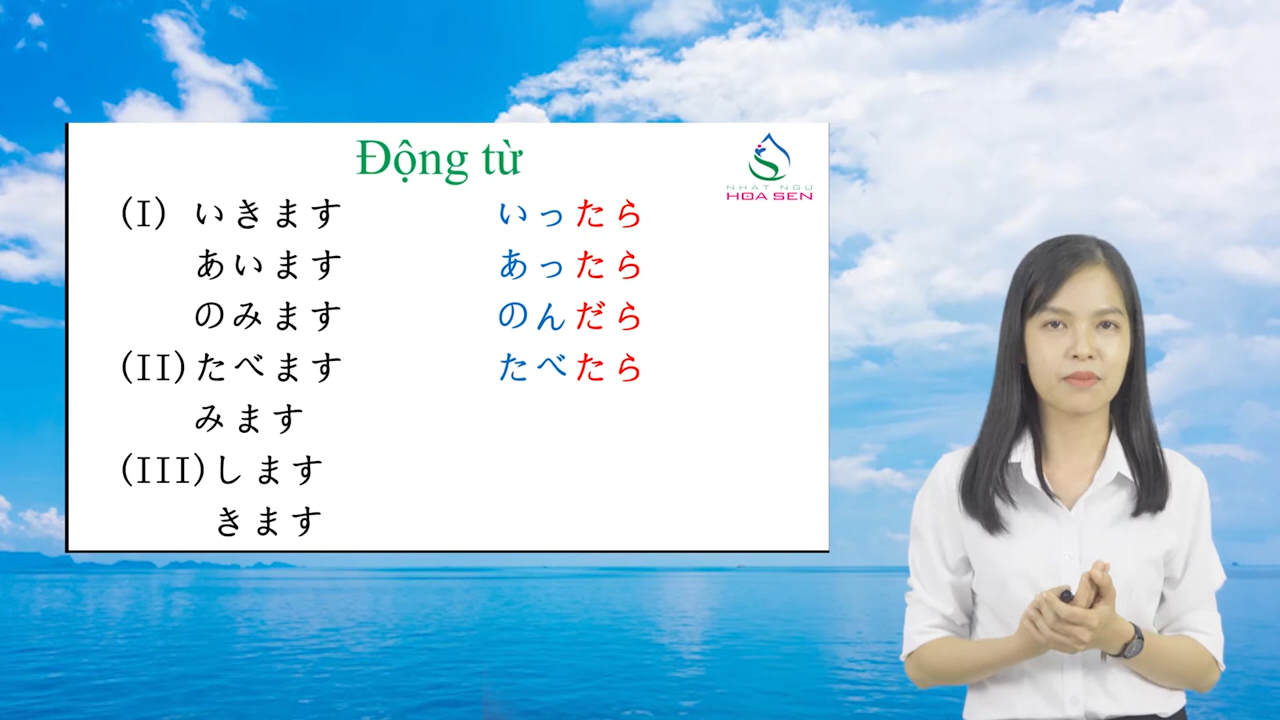 Động từ
NHẬT NGỮ
HOA SEN
(I) いきます いったら
あいます あったら
のみます のんだら
(II) たべます たべたら
みます
(III) します
きます